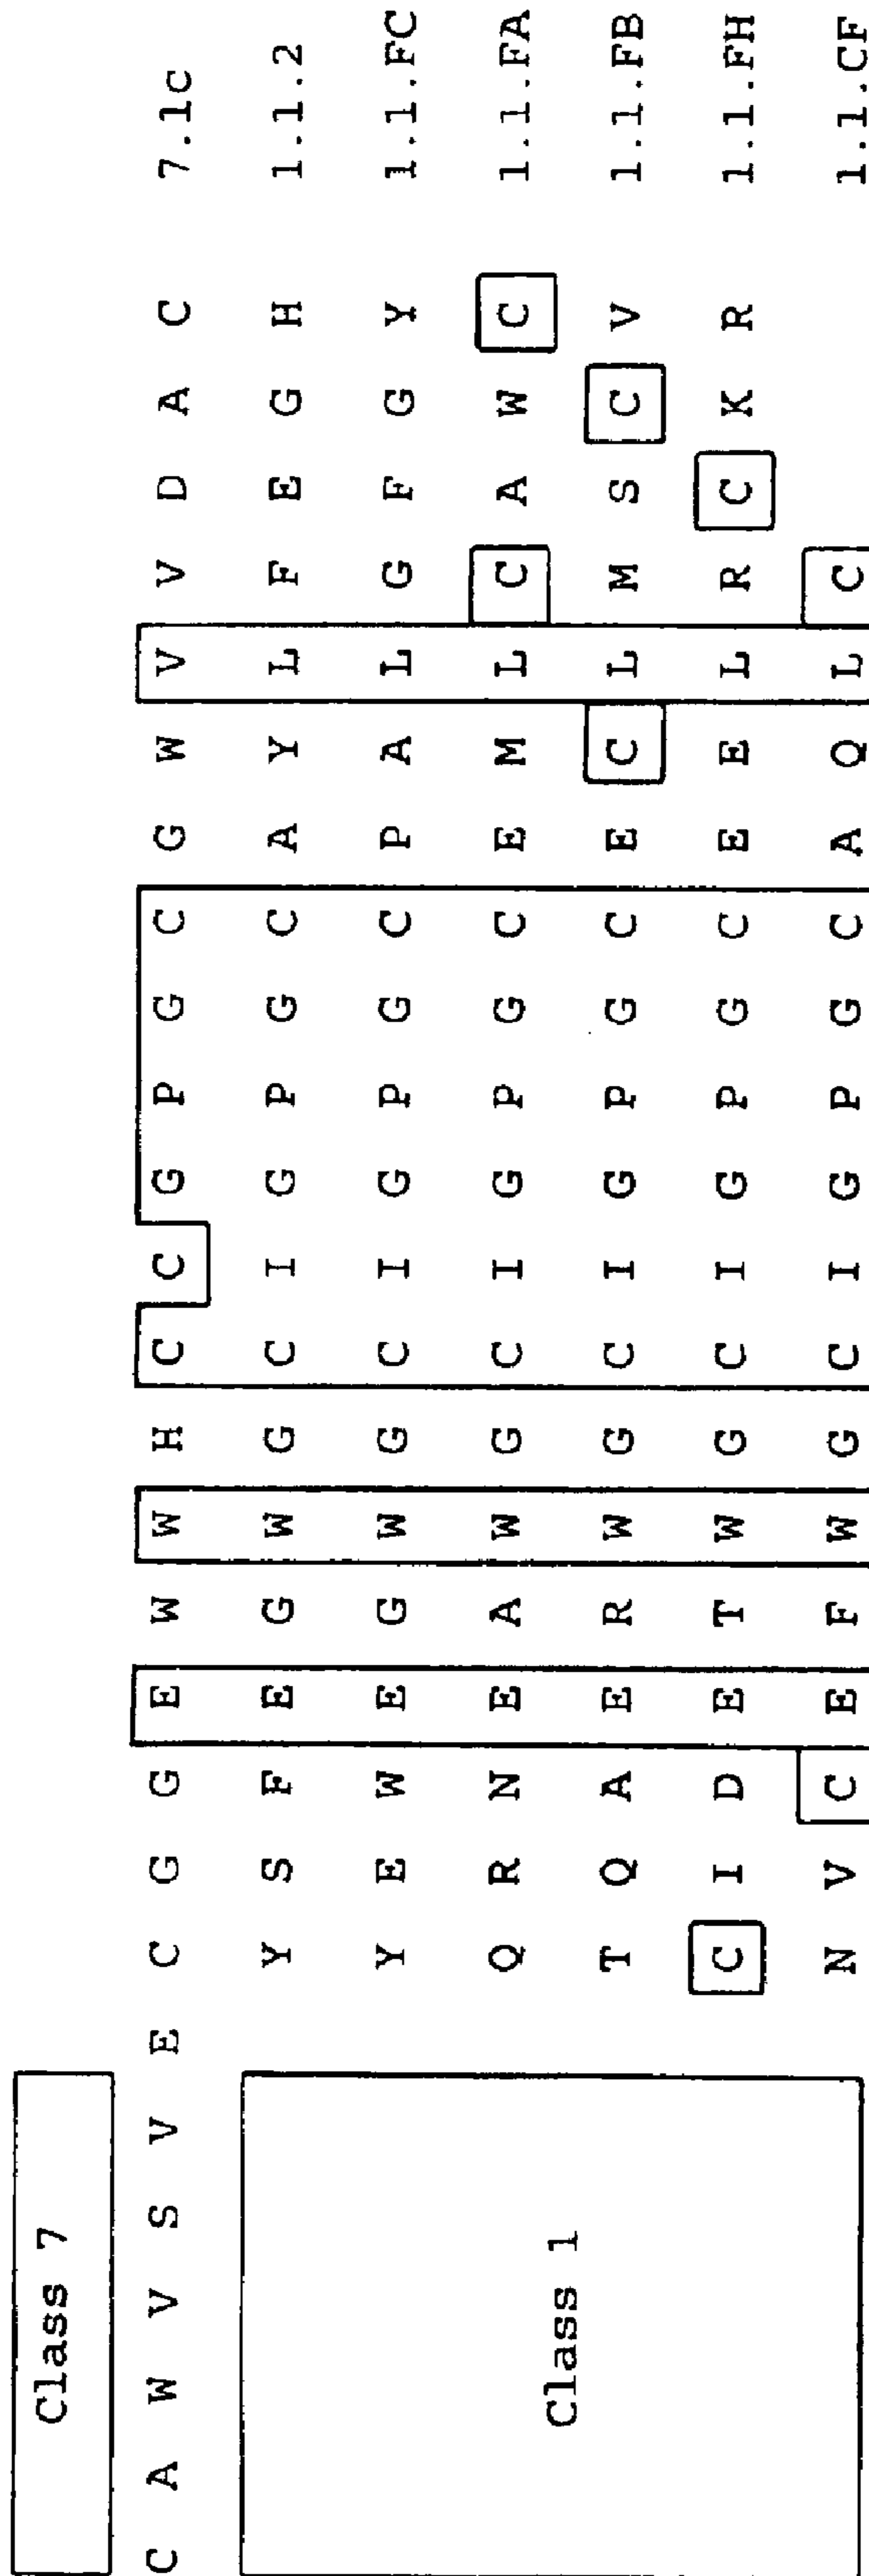 Class 7
C A W V S V E C G G E W W H C C G P G C G W V V D A C 7.1c
Y S F E G W G C I G P G C A Y L F E G H 1.1.2
Y E W E G W G C I G P G C P A L G F G Y 1.1.FC
Class 1 Q R N E A W G C I G P G C E M L C A W C 1.1.FA
T Q A E R W G C I G P G C E C L M S C V 1.1.FB
C I D E T W G C I G P G C E E L R C K R 1.1.FH
N V C E F W G C I G P G C A Q L C 1.1.CF